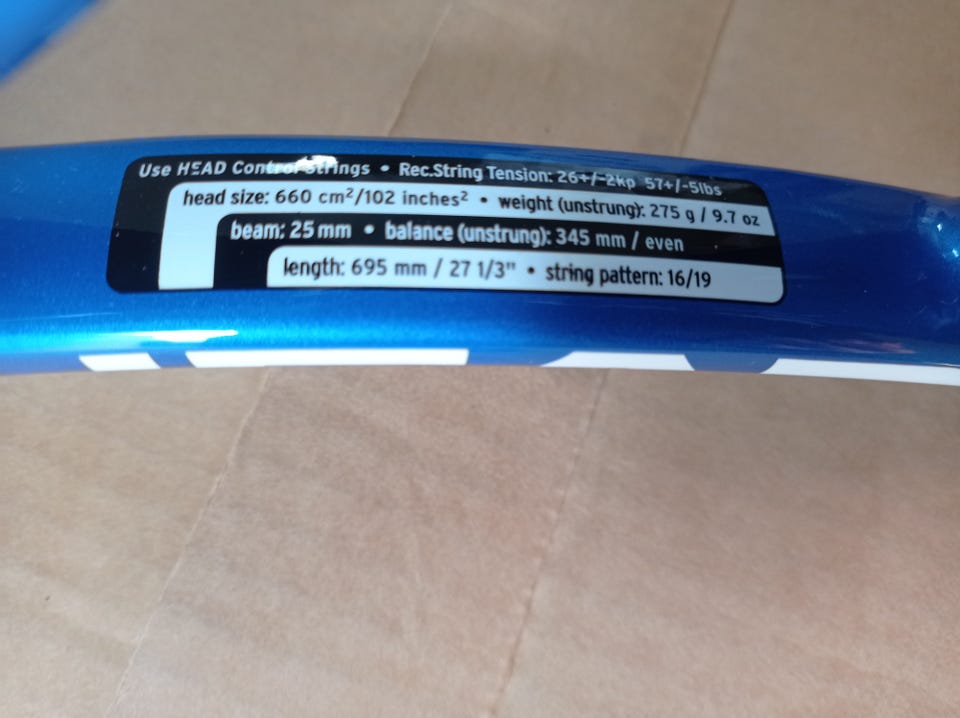 Use HEAD Control Strings • Rec.String Tension: 26+/-2kp 57+/-5lbs
head size: 660 cm²/102 inches² • weight (unstrung): 275 g / 9.7 oz
beam: 25 mm • balance (unstrung): 345 mm / even
length: 695 mm / 27 1/3" • string pattern: 16/19